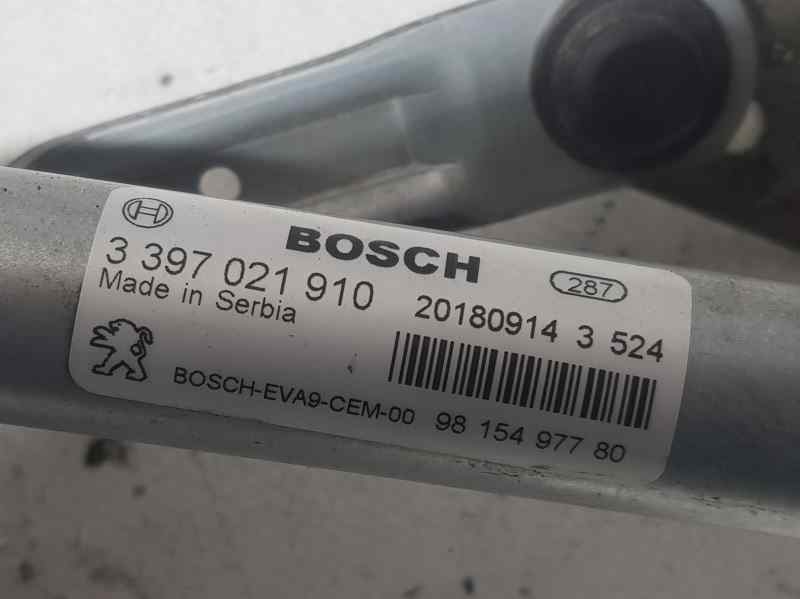 BOSCH
287
3 397 021 910
Made in Serbia
20180914 3 524
BOSCH-EVA9-CEM-00 98 154 977 80